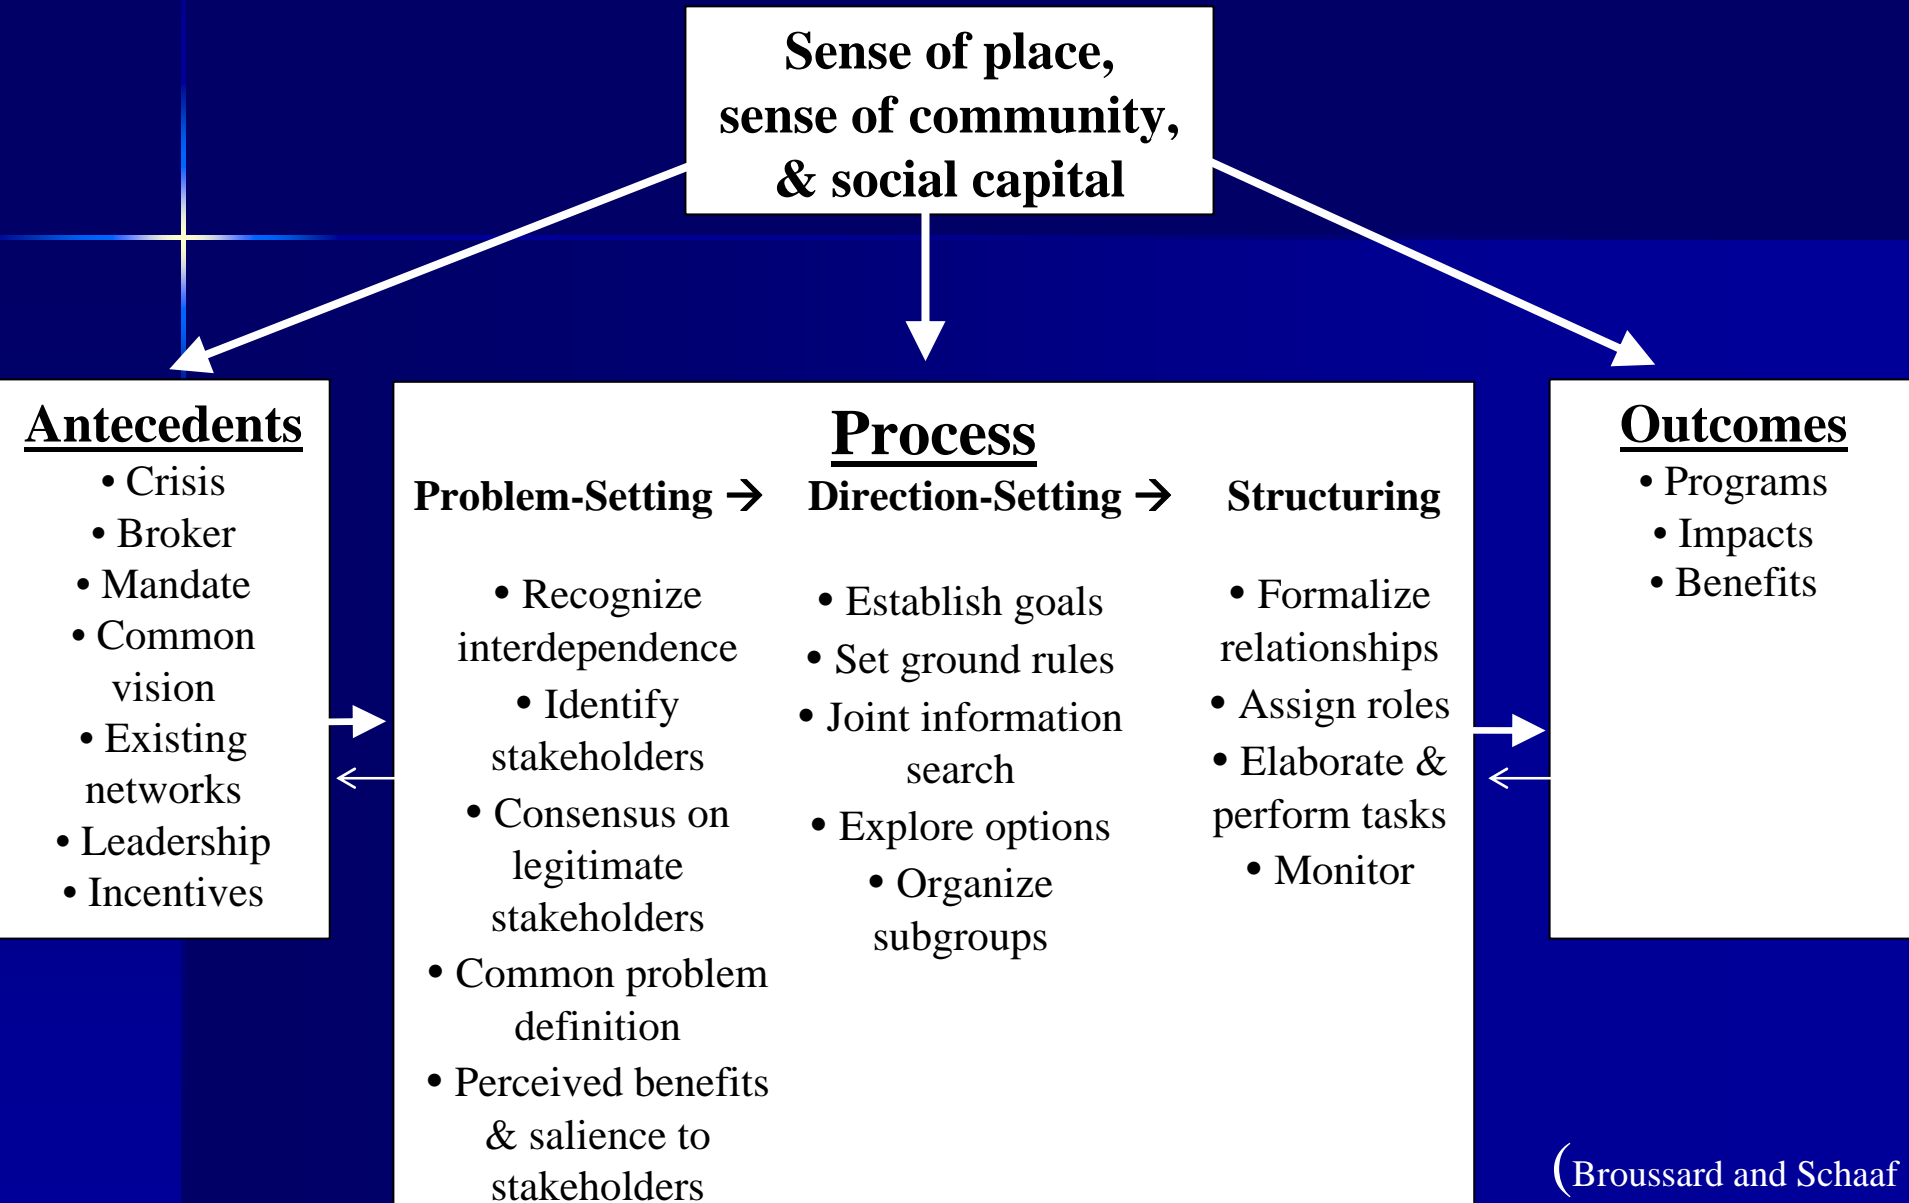 Sense of place,
sense of community,
& social capital
Antecedents
• Crisis
• Broker
• Mandate
• Common
vision
• Existing
networks
• Leadership
• Incentives
Process
Problem-Setting →
• Recognize
interdependence
• Identify
stakeholders
• Consensus on
legitimate
stakeholders
• Common problem
definition
• Perceived benefits
& salience to
stakeholders
Direction-Setting →
• Establish goals
• Set ground rules
• Joint information
search
• Explore options
• Organize
subgroups
Structuring
• Formalize
relationships
• Assign roles
• Elaborate &
perform tasks
• Monitor
Outcomes
• Programs
• Impacts
• Benefits
(Broussard and Schaaf